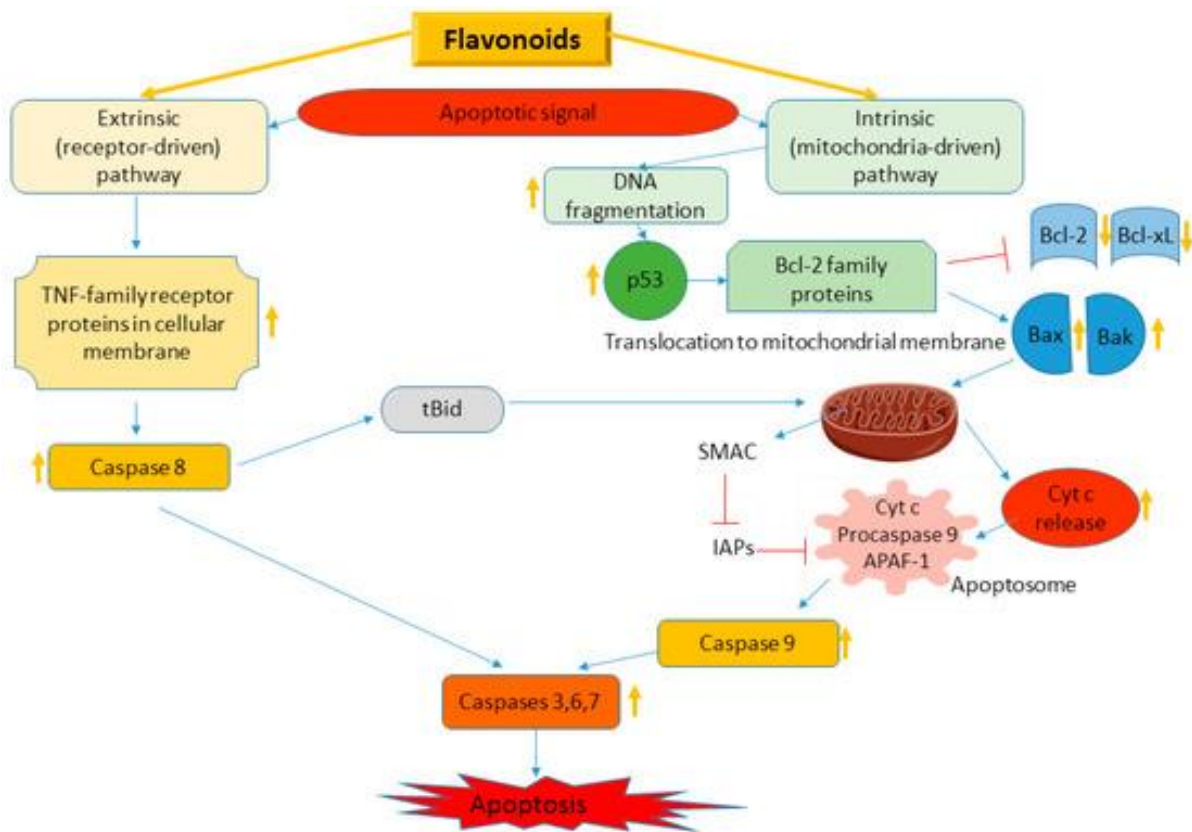 Flavonoids
Extrinsic
(receptor-driven)
pathway
Apoptotic signal
Intrinsic
(mitochondria-driven)
pathway
DNA
fragmentation
Bcl-2
Bcl-xL
p53
Bcl-2 family
proteins
TNF-family receptor
proteins in cellular
membrane
Translocation to mitochondrial membrane
Bax
Bak
tBid
Caspase 8
SMAC
Cyt c
release
Cyt c
Procaspase 9
APAF-1
IAPs
Apoptosome
Caspase 9
Caspases 3,6,7
Apoptosis